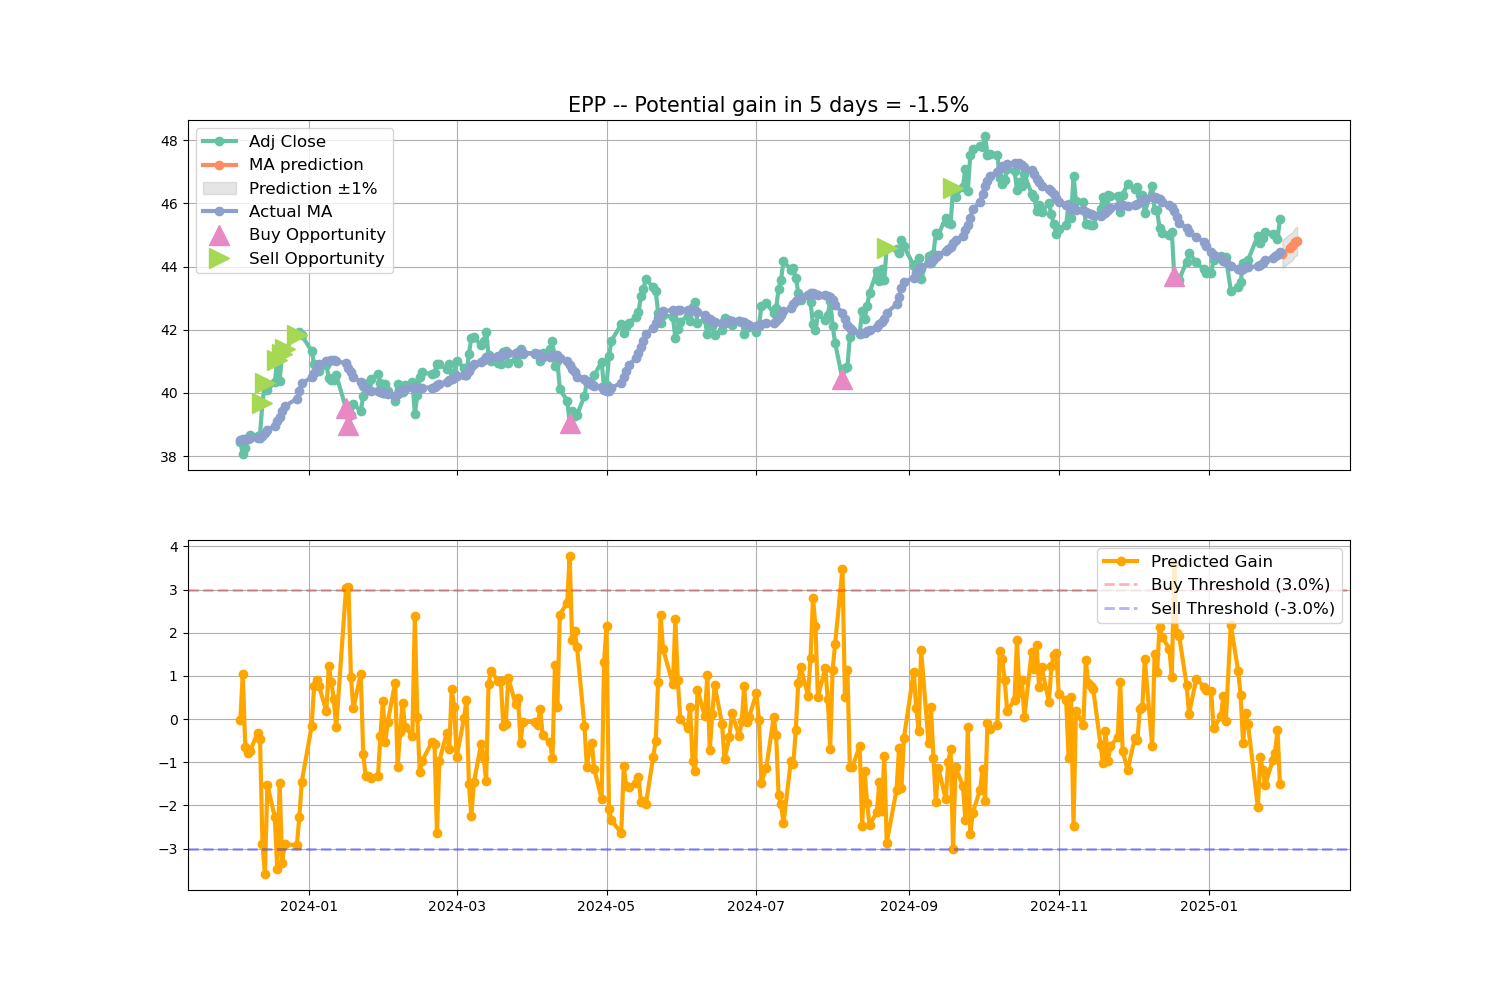 EPP -- Potential gain in 5 days = -1.5%
48
46
44
42
40
38
Adj Close
MA prediction
Prediction ±1%
Actual MA
Buy Opportunity
Sell Opportunity
4
3
2
1
0
−1
−2
−3
Predicted Gain
Buy Threshold (3.0%)
Sell Threshold (-3.0%)
2024-01
2024-03
2024-05
2024-07
2024-09
2024-11
2025-01